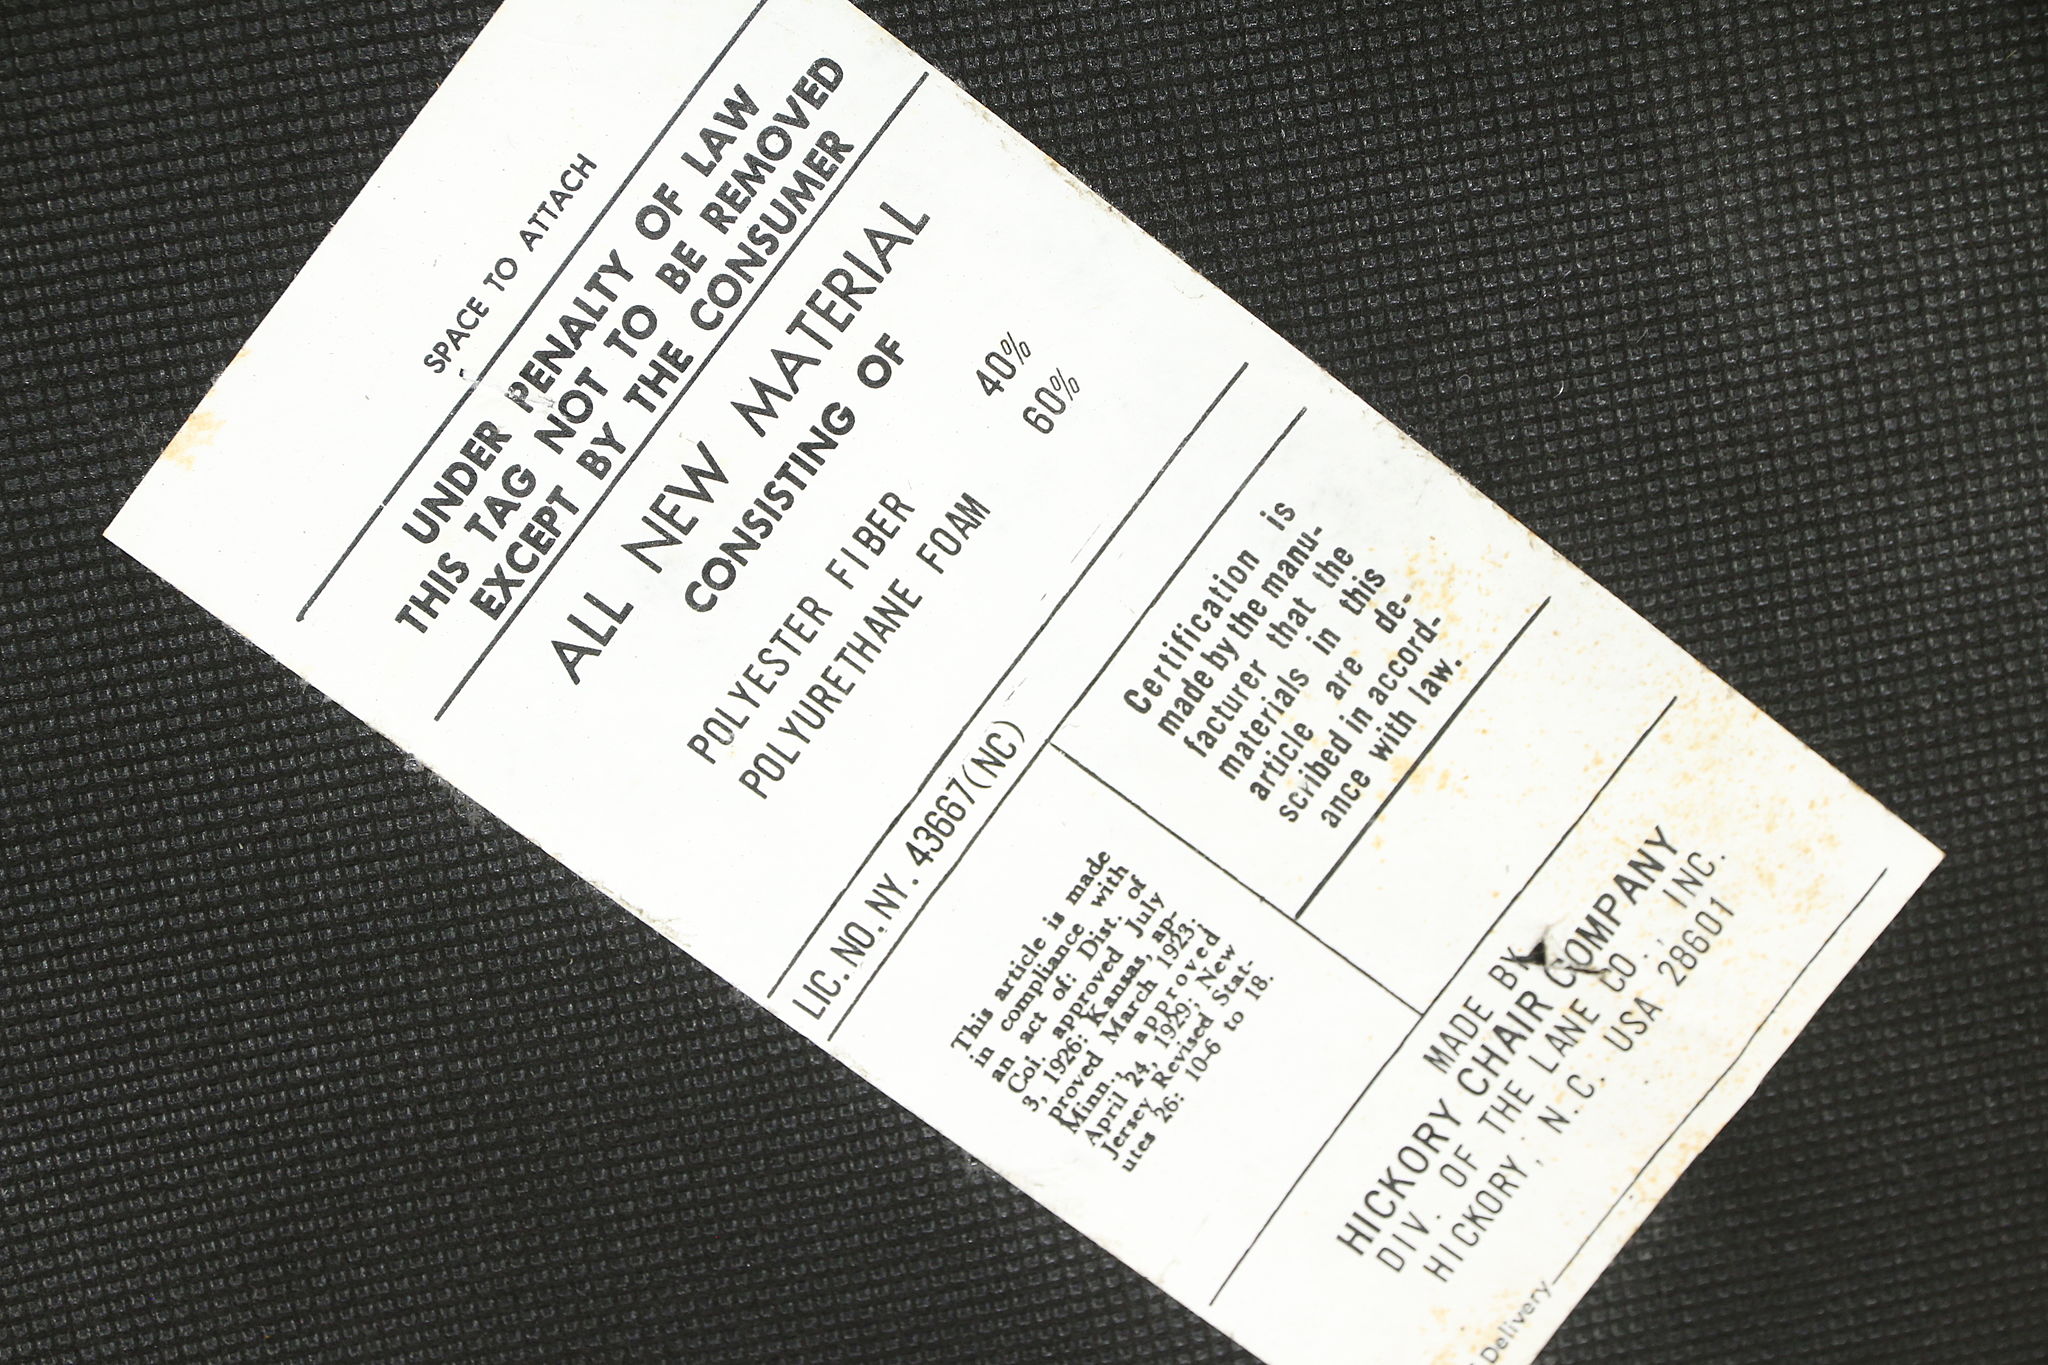 SPACE TO ATTACH
UNDER PENALTY OF LAW
THIS TAG NOT TO BE REMOVED
EXCEPT BY THE CONSUMER
ALL NEW MATERIAL
CONSISTING OF
POLYESTER FIBER 40%
POLYURETHANE FOAM 60%
LIC.NO.NY.43667(NC)
Certification is
made by the manu-
facturer that the
materials in this
article are de-
scribed in accord-
ance with law.
This article is made
in compliance with
an act of: Dist. of
Col. approved July
3, 1926; Kansas, ap-
proved March 1923;
Minn., approved
April 24, 1929; New
Jersey Revised Stat-
utes 26: 10-6 to 18.
MADE BY
HICKORY CHAIR COMPANY
DIV. OF THE LANE CO., INC.
HICKORY, N.C. USA 28601
Delivery